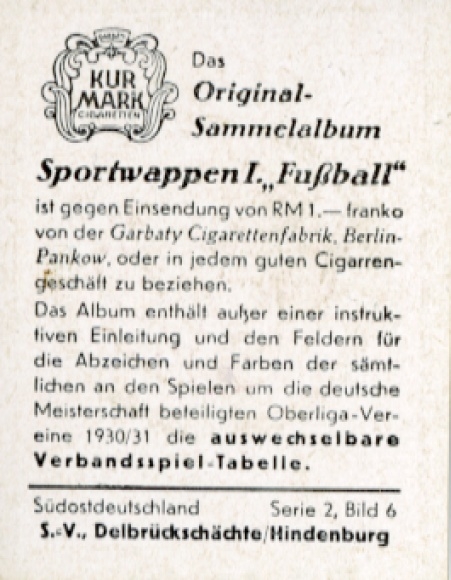 GARBATY
KUR
MARK
CIGARETTEN
Das
Original-
Sammelalbum
Sportwappen I. „Fußball“
ist gegen Einsendung von RM 1.— franko
von der Garbaty Cigarettenfabrik, Berlin-
Pankow, oder in jedem guten Cigarren-
geschäft zu beziehen.
Das Album enthält außer einer instruk-
tiven Einleitung und den Feldern für
die Abzeichen und Farben der sämt-
lichen an den Spielen um die deutsche
Meisterschaft beteiligten Oberliga-Ver-
eine 1930/31 die auswechselbare
Verbandsspiel-Tabelle.
Südostdeutschland Serie 2, Bild 6
S.-V., Delbrückschächte/Hindenburg